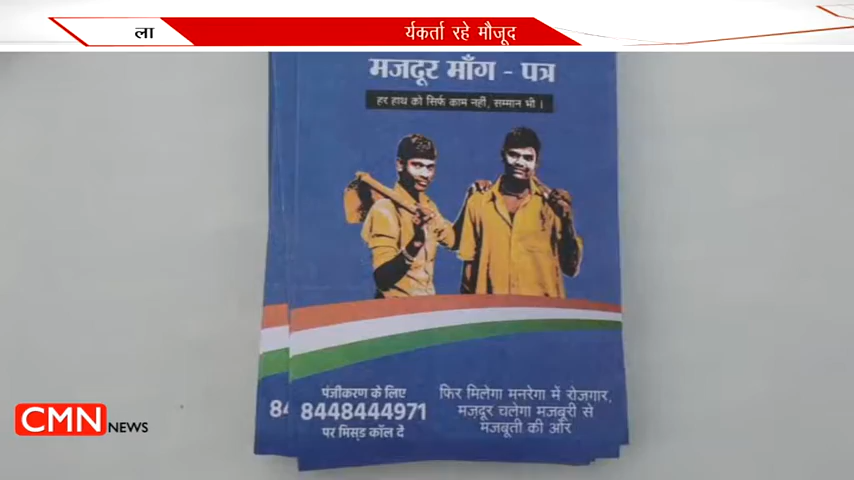 ला
र्यकर्ता रहे मौजूद
मजदूर माँग - पत्र
हर हाथ को सिर्फ काम नहीं, सम्मान भी ।
पंजीकरण के लिए
84
8448444971
पर मिस्ड कॉल दें
फिर मिलेगा मनरेगा में रोजगार,
मज़दूर चलेगा मजबूरी से
मजबूती की ओर
CMN NEWS